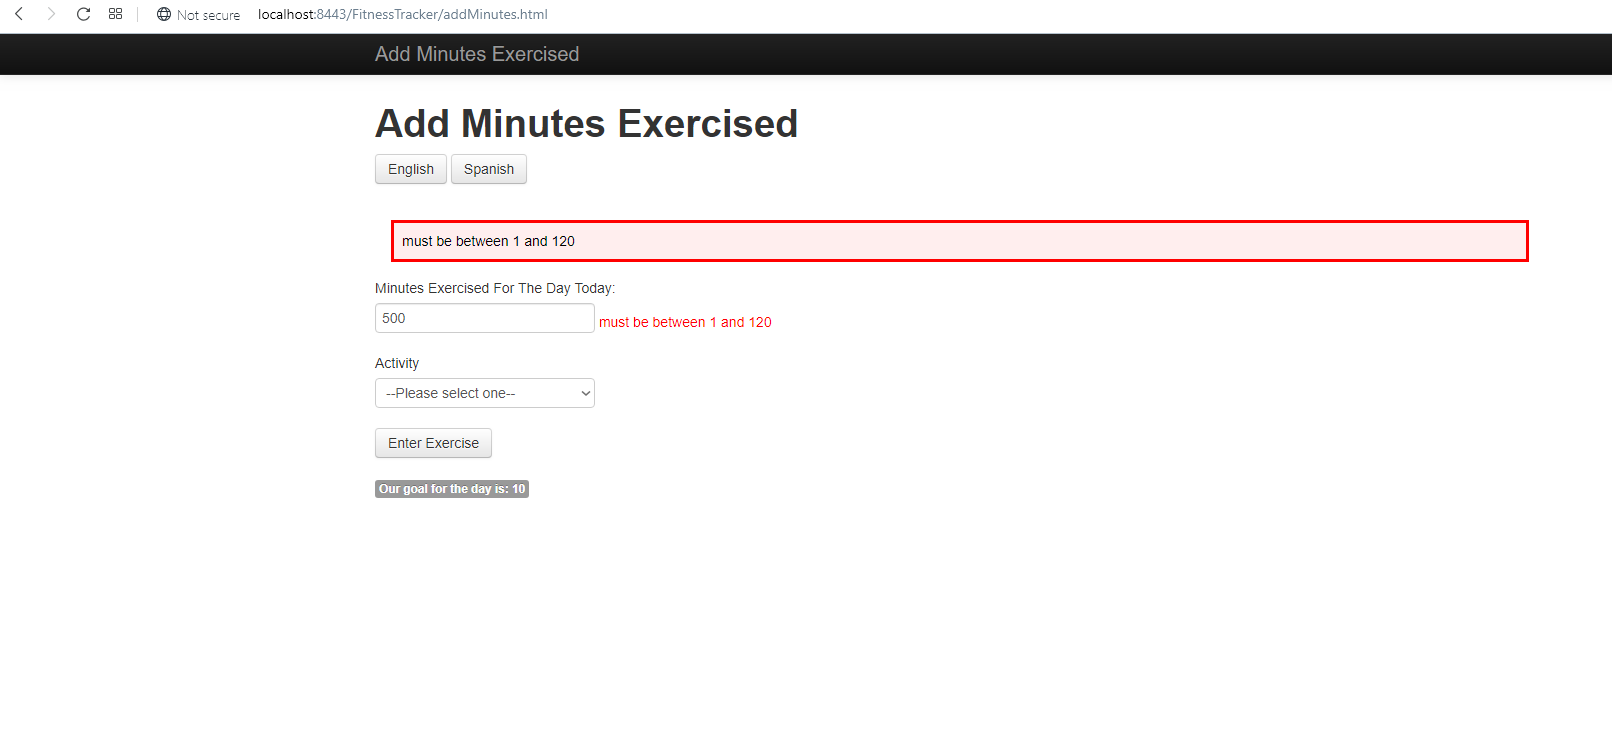 Not secure localhost:8443/FitnessTracker/addMinutes.html
Add Minutes Exercised
Add Minutes Exercised
English Spanish
must be between 1 and 120
Minutes Exercised For The Day Today:
500 must be between 1 and 120
Activity
--Please select one--
Enter Exercise
Our goal for the day is: 10